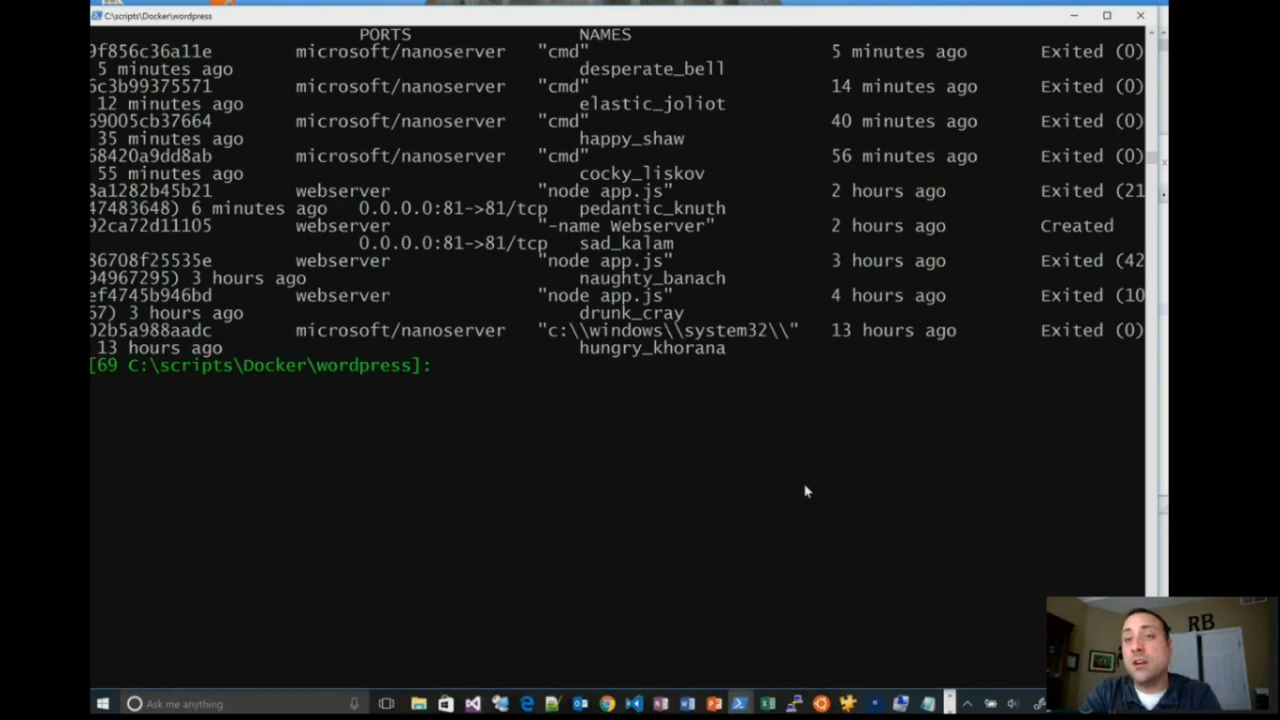 C:\scripts\Docker\wordpress
PORTS NAMES
9f856c36a11e microsoft/nanoserver "cmd" 5 minutes ago Exited (0)
5 minutes ago desperate_bell
6c3b99375571 microsoft/nanoserver "cmd" 14 minutes ago Exited (0)
12 minutes ago elastic_joliot
69005cb37664 microsoft/nanoserver "cmd" 40 minutes ago Exited (0)
35 minutes ago happy_shaw
68420a9dd8ab microsoft/nanoserver "cmd" 56 minutes ago Exited (0)
55 minutes ago cocky_liskov
8a1282b45b21 webserver "node app.js" 2 hours ago Exited (21
47483648) 6 minutes ago 0.0.0.0:81->81/tcp pedantic_knuth
92ca72d11105 webserver "-name Webserver" 2 hours ago Created
0.0.0.0:81->81/tcp sad_kalam
86708f25535e webserver "node app.js" 3 hours ago Exited (42
94967295) 3 hours ago naughty_banach
ef4745b946bd webserver "node app.js" 4 hours ago Exited (10
67) 3 hours ago drunk_cray
02b5a988aadc microsoft/nanoserver "c:\\windows\\system32\\" 13 hours ago Exited (0)
13 hours ago hungry_khorana
[69 C:\scripts\Docker\wordpress]:
RB
Ask me anything